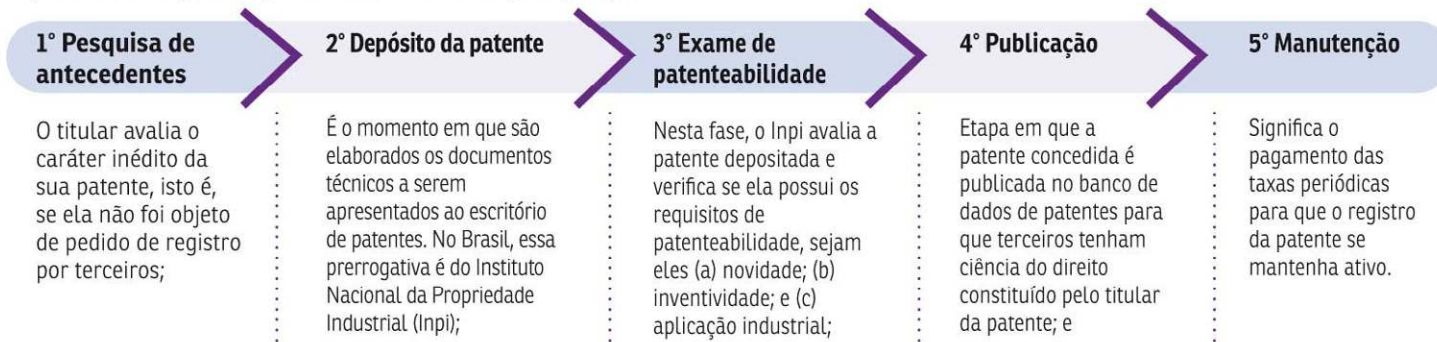 1° Pesquisa de
antecedentes
O titular avalia o
caráter inédito da
sua patente, isto é,
se ela não foi objeto
de pedido de registro
por terceiros;
2° Depósito da patente
É o momento em que são
elaborados os documentos
técnicos a serem
apresentados ao escritório
de patentes. No Brasil, essa
prerrogativa é do Instituto
Nacional da Propriedade
Industrial (Inpi);
3° Exame de
patenteabilidade
Nesta fase, o Inpi avalia a
patente depositada e
verifica se ela possui os
requisitos de
patenteabilidade, sejam
eles (a) novidade; (b)
inventividade; e (c)
aplicação industrial;
4° Publicação
Etapa em que a
patente concedida é
publicada no banco de
dados de patentes para
que terceiros tenham
ciência do direito
constituído pelo titular
da patente; e
5° Manutenção
Significa o
pagamento das
taxas periódicas
para que o registro
da patente se
mantenha ativo.